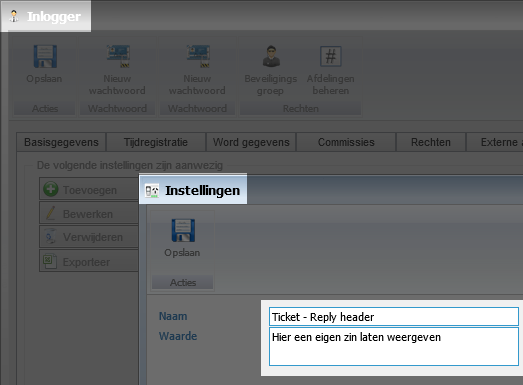 Inlogger
Opslaan
Nieuw wachtwoord
Nieuw wachtwoord
Beveiligings groep
Afdelingen beheren
Acties
Wachtwoord
Wachtwoord
Rechten
Basisgegevens
Tijdregistratie
Word gegevens
Commissies
Rechten
Externe a
De volgende instellingen zijn aanwezig
Toevoegen
Bewerken
Verwijderen
Exporteer
Instellingen
Opslaan
Acties
Naam
Ticket - Reply header
Waarde
Hier een eigen zin laten weergeven